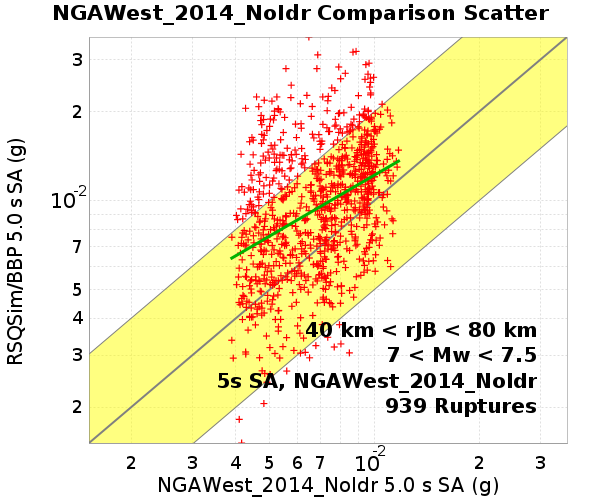 NGAWest_2014_NoIdr Comparison Scatter
RSQSim/BBP 5.0 s SA (g)
3
2
10-2
7
5
4
3
2
40 km < rJB < 80 km
7 < Mw < 7.5
5s SA, NGAWest_2014_NoIdr
939 Ruptures
2 3 4 5 6 7 10-2 2 3
NGAWest_2014_NoIdr 5.0 s SA (g)